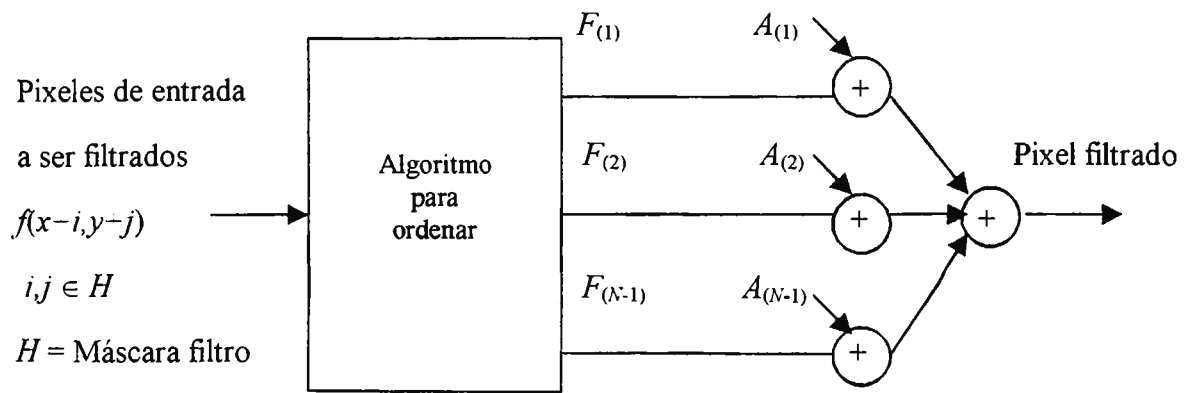 Pixeles de entrada
a ser filtrados
f(x−i,y−j)
i,j ∈ H
H = Máscara filtro
Algoritmo
para
ordenar
F(1)
A(1)
+
F(2)
A(2)
+
F(N-1)
A(N-1)
+
+
Pixel filtrado